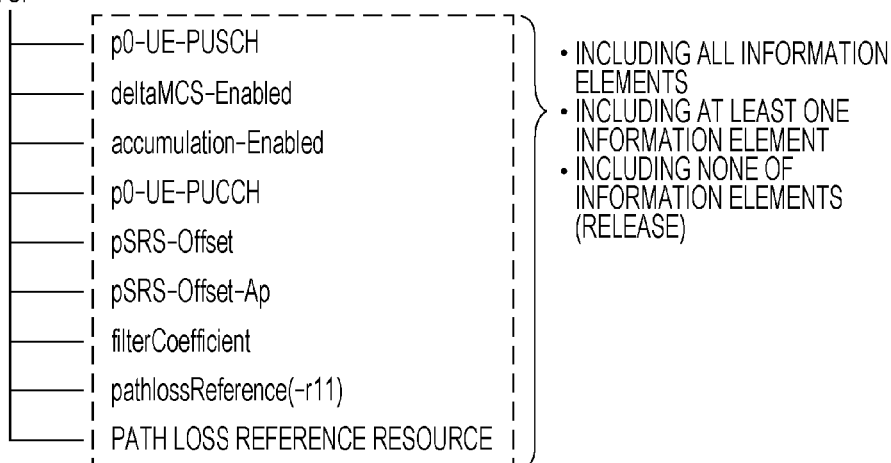 p0-UE-PUSCH
deltaMCS-Enabled
accumulation-Enabled
p0-UE-PUCCH
pSRS-Offset
pSRS-Offset-Ap
filterCoefficient
pathlossReference(-r11)
PATH LOSS REFERENCE RESOURCE
• INCLUDING ALL INFORMATION
ELEMENTS
• INCLUDING AT LEAST ONE
INFORMATION ELEMENT
• INCLUDING NONE OF
INFORMATION ELEMENTS
(RELEASE)